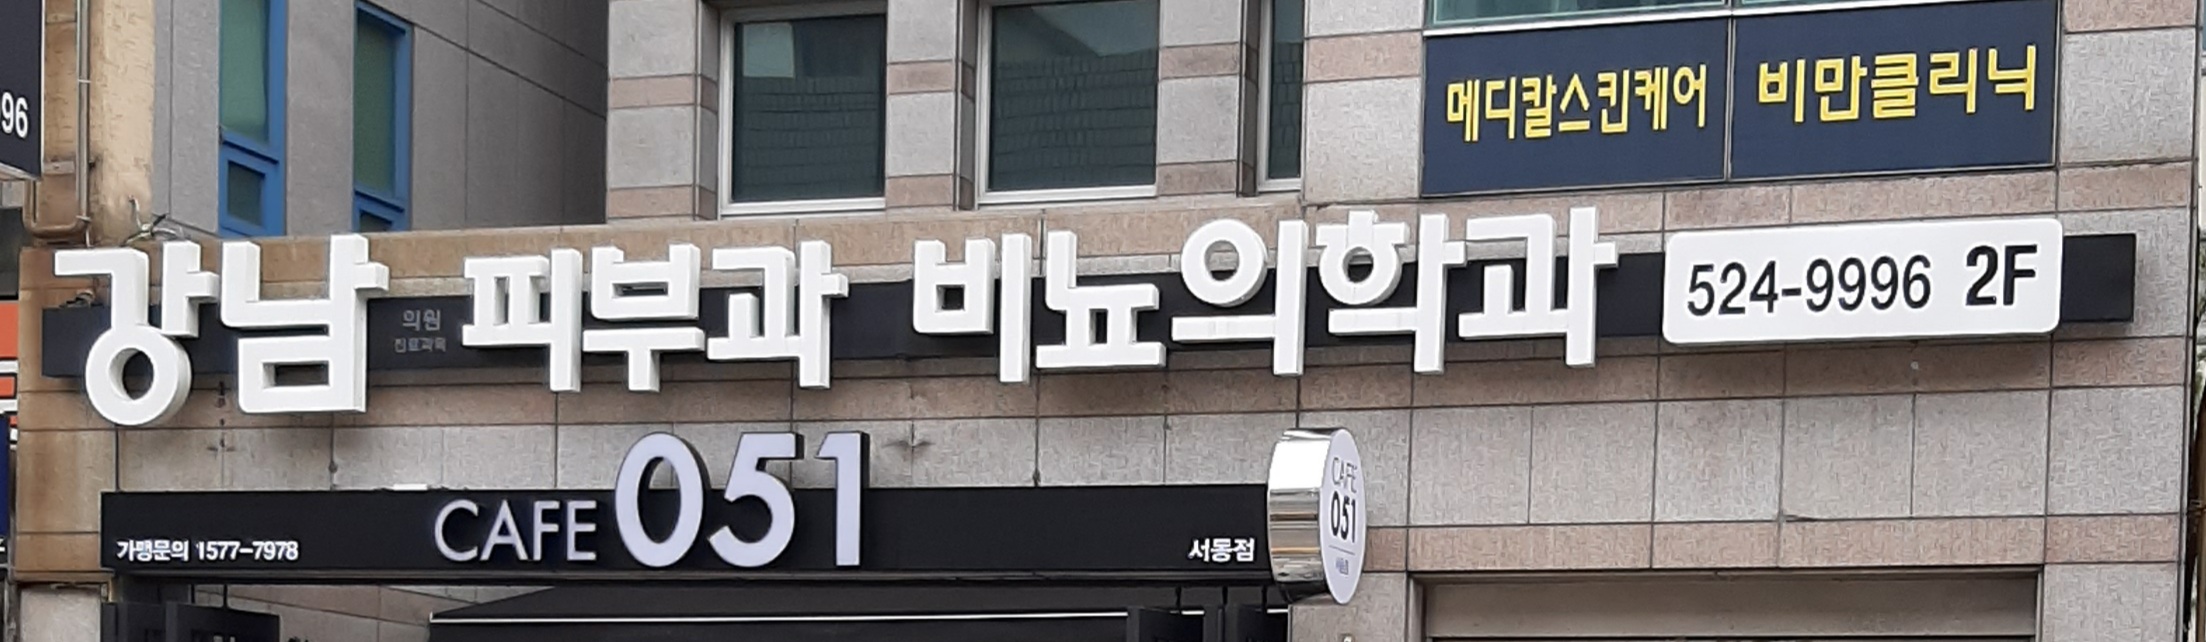 96
메디칼스킨케어 비만클리닉
강남 의원 진료과목 피부과 비뇨의학과 524-9996 2F
가맹문의 1577-7978 CAFE 051 서동점
CAFE
051